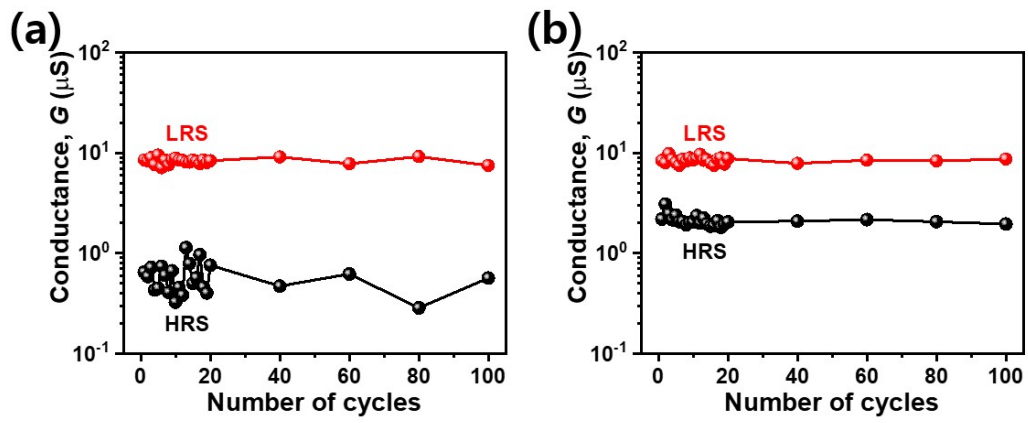 (a)
Conductance, G (μS)
10²
10¹
10⁰
10⁻¹
LRS
HRS
0 20 40 60 80 100
Number of cycles
(b)
Conductance, G (μS)
10²
10¹
10⁰
10⁻¹
LRS
HRS
0 20 40 60 80 100
Number of cycles